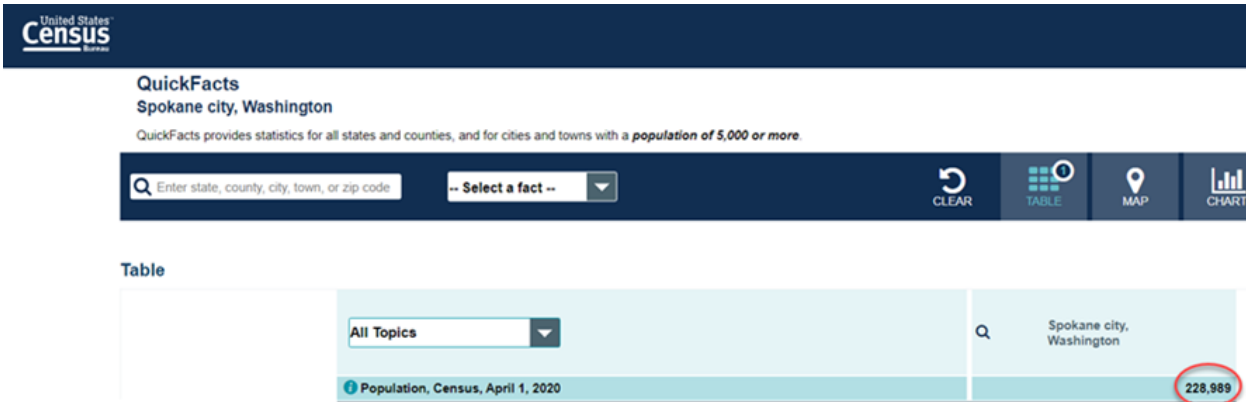 United States™
Census
Bureau
QuickFacts
Spokane city, Washington
QuickFacts provides statistics for all states and counties, and for cities and towns with a population of 5,000 or more.
Enter state, county, city, town, or zip code
-- Select a fact --
CLEAR
1
TABLE
MAP
CHART
Table
All Topics
Spokane city,
Washington
Population, Census, April 1, 2020
228,989